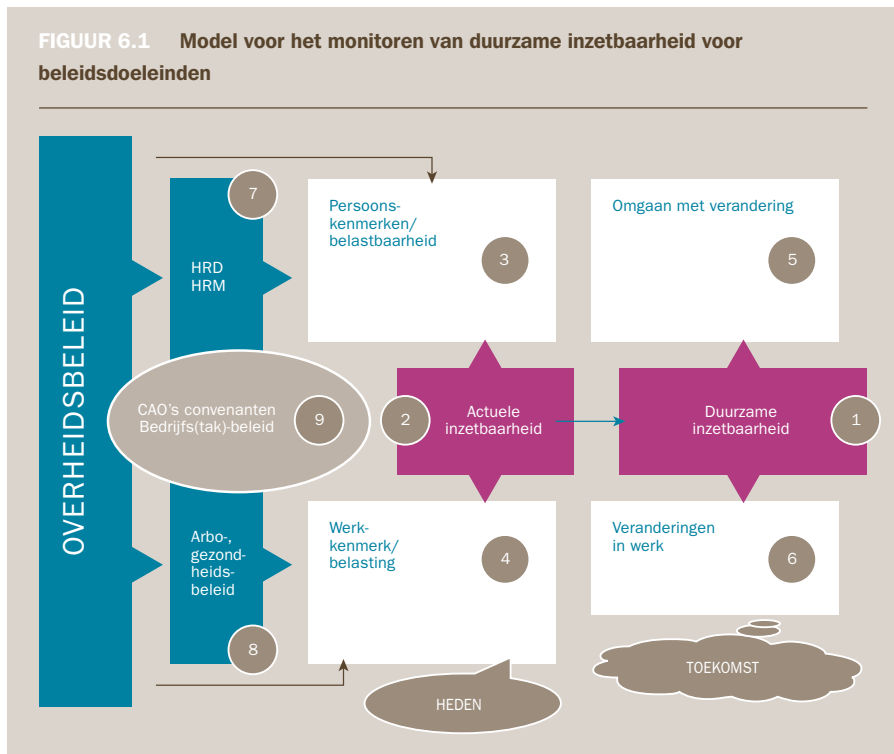 FIGUUR 6.1 Model voor het monitoren van duurzame inzetbaarheid voor
beleidsdoeleinden
OVERHEIDSBELEID
7
HRD
HRM
CAO's convenanten
Bedrijfs(tak)-beleid
9
Arbo-,
gezond-
heids-
beleid
8
Persoons-
kenmerken/
belastbaarheid
3
2
Actuele
inzetbaarheid
Werk-
kenmerk/
belasting
4
HEDEN
Omgaan met verandering
5
Duurzame
inzetbaarheid
1
Veranderingen
in werk
6
TOEKOMST